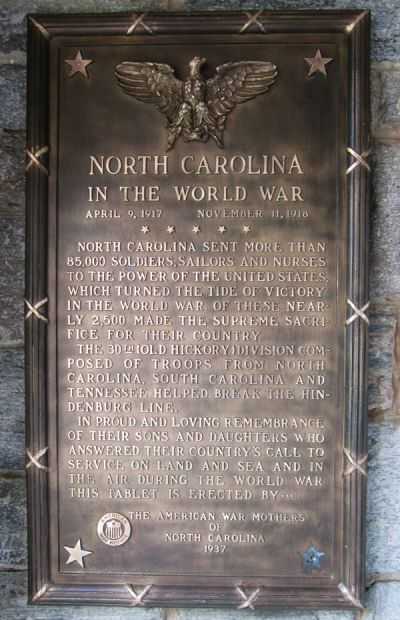 NORTH CAROLINA
IN THE WORLD WAR
APRIL 9, 1917 NOVEMBER 11, 1918
NORTH CAROLINA SENT MORE THAN
85,000 SOLDIERS, SAILORS AND NURSES
TO THE POWER OF THE UNITED STATES,
WHICH TURNED THE TIDE OF VICTORY
IN THE WORLD WAR. OF THESE NEAR-
LY 2,500 MADE THE SUPREME SACRI-
FICE FOR THEIR COUNTRY
THE 30TH (OLD HICKORY) DIVISION COM-
POSED OF TROOPS FROM NORTH
CAROLINA, SOUTH CAROLINA AND
TENNESSEE HELPED BREAK THE HIN-
DENBURG LINE.
IN PROUD AND LOVING REMEMBRANCE
OF THEIR SONS AND DAUGHTERS WHO
ANSWERED THEIR COUNTRY'S CALL TO
SERVICE ON LAND AND SEA AND IN
THE AIR DURING THE WORLD WAR
THIS TABLET IS ERECTED BY---
THE AMERICAN WAR MOTHERS
OF
NORTH CAROLINA
1937